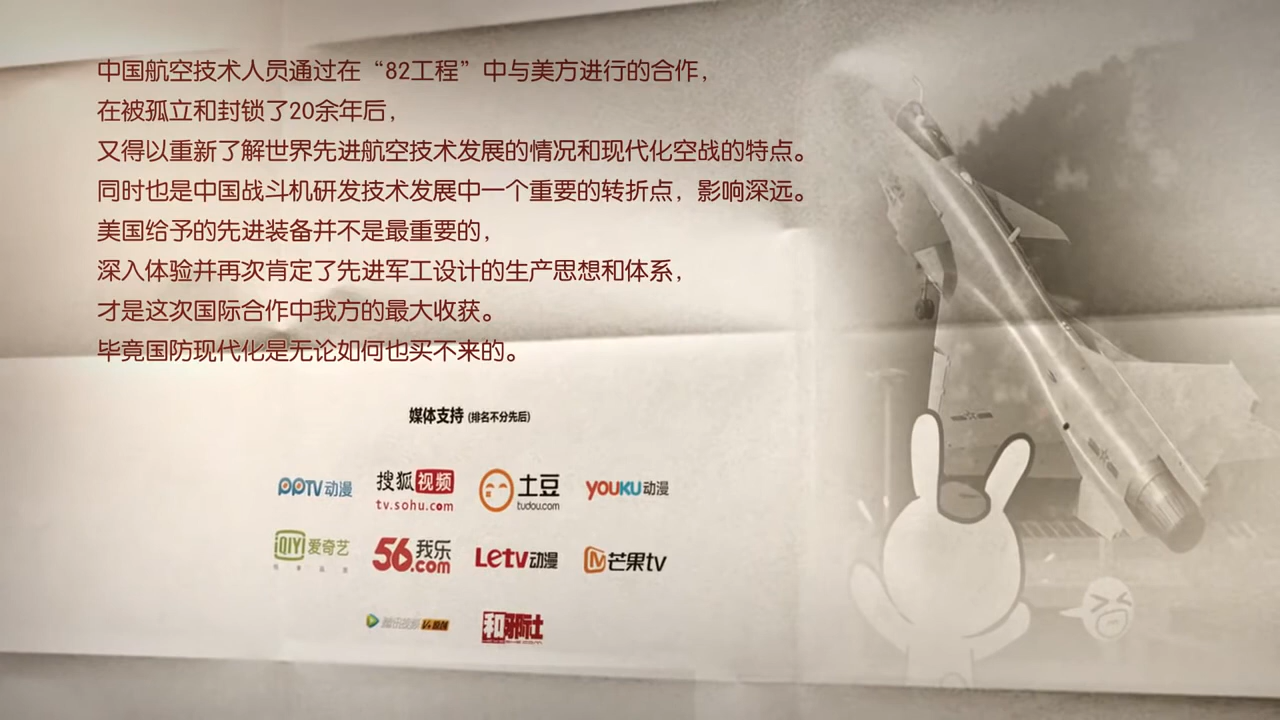 中国航空技术人员通过在“82工程”中与美方进行的合作，
在被孤立和封锁了20余年后，
又得以重新了解世界先进航空技术发展的情况和现代化空战的特点。
同时也是中国战斗机研发技术发展中一个重要的转折点，影响深远。
美国给予的先进装备并不是最重要的，
深入体验并再次肯定了先进军工设计的生产思想和体系，
才是这次国际合作中我方的最大收获。
毕竟国防现代化是无论如何也买不来的。
媒体支持 (排名不分先后)
PPTV动漫 搜狐视频 土豆 YOUKU动漫
tv.sohu.com tudou.com
iQIYI 爱奇艺 56.com 我乐 Letv动漫 芒果tv
腾讯视频 和邪社